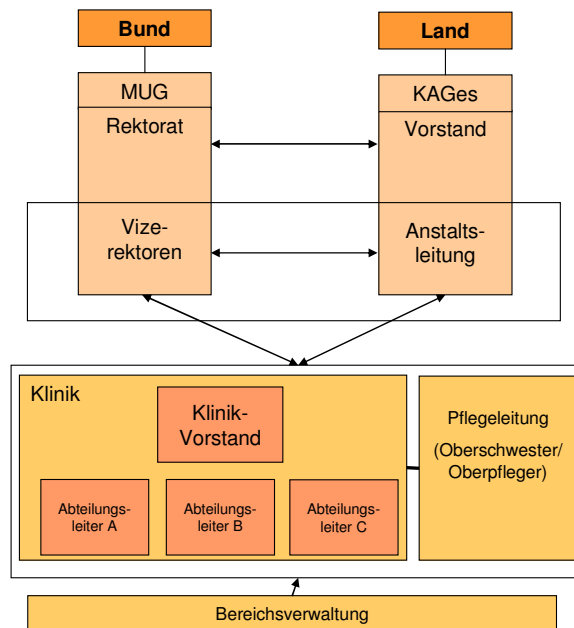 Bund
Land
MUG
KAGes
Rektorat
Vorstand
Vize-
rektoren
Anstalts-
leitung
Klinik
Klinik-
Vorstand
Pflegeleitung
(Oberschwester/
Oberpfleger)
Abteilungs-
leiter A
Abteilungs-
leiter B
Abteilungs-
leiter C
Bereichsverwaltung